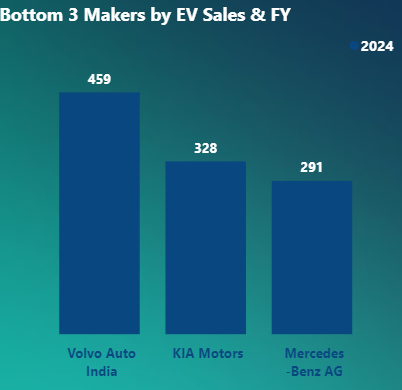 Bottom 3 Makers by EV Sales & FY
2024
459
328
291
Volvo Auto
India
KIA Motors
Mercedes
-Benz AG